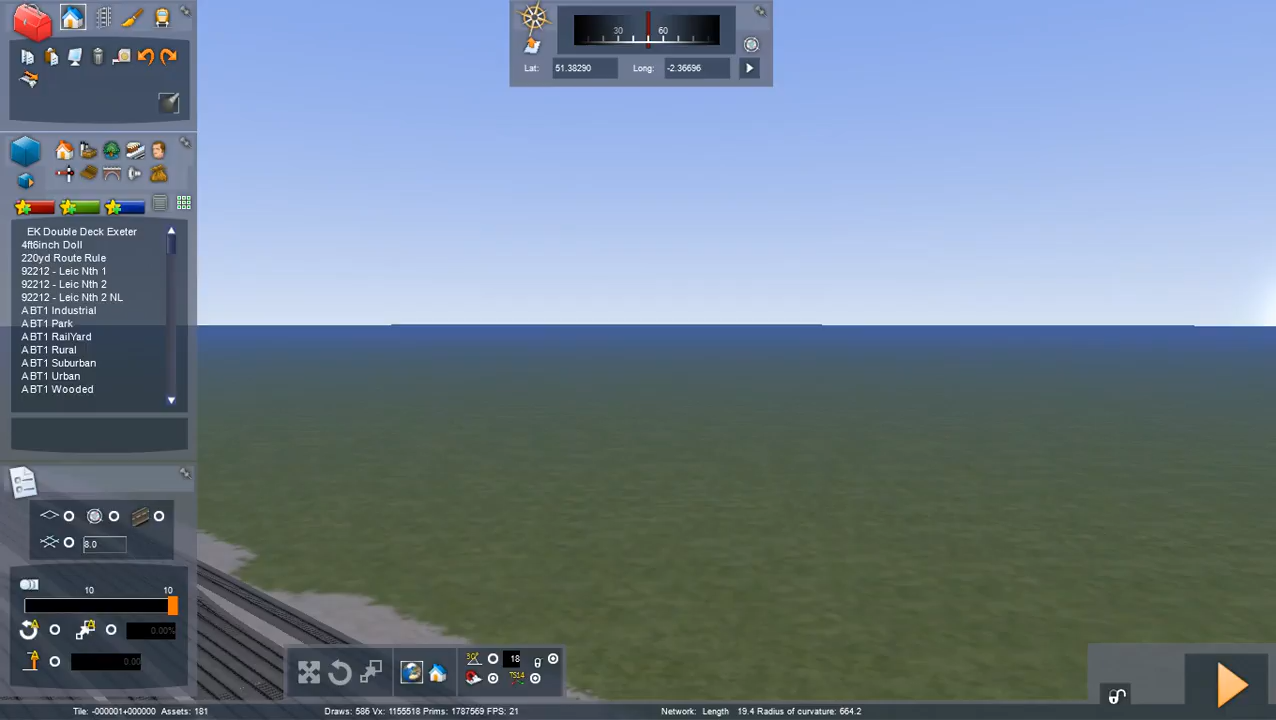 30 60
Lat: 51.38290 Long: -2.36696
EK Double Deck Exeter
4ft6inch Doll
220yd Route Rule
92212 - Leic Nth 1
92212 - Leic Nth 2
92212 - Leic Nth 2 NL
ABT1 Industrial
ABT1 Park
ABT1 RailYard
ABT1 Rural
ABT1 Suburban
ABT1 Urban
ABT1 Wooded
8.0
10 10
0.00%
0.00
30° 18
TS14
Tile: -000001+000000 Assets: 181 Draws: 586 Vx: 1155518 Prims: 1787569 FPS: 21 Network: Length 19.4 Radius of curvature: 664.2